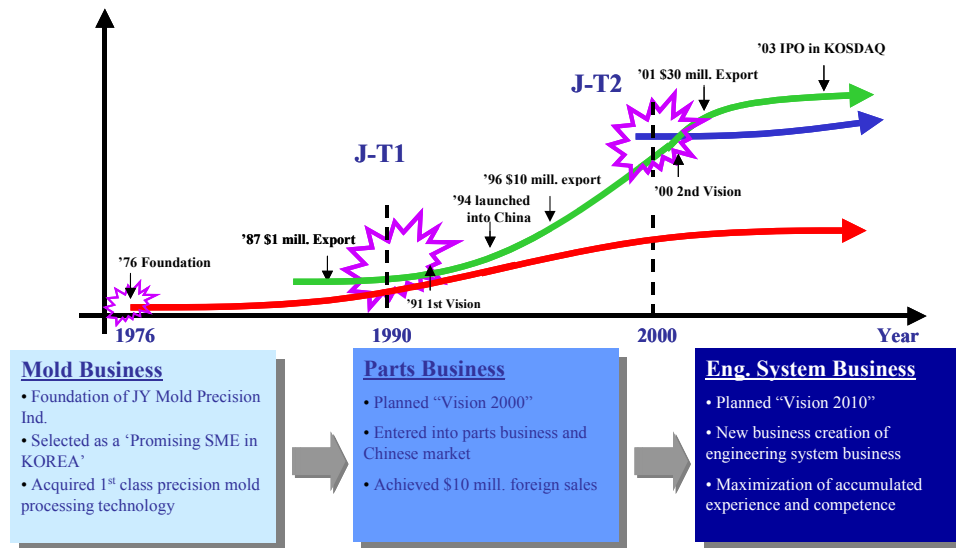 '03 IPO in KOSDAQ
J-T2
'01 $30 mill. Export
J-T1
'96 $10 mill. export
'00 2nd Vision
'94 launched
into China
'87 $1 mill. Export
'76 Foundation
'91 1st Vision
1976
1990
2000
Year
Mold Business
• Foundation of JY Mold Precision
Ind.
• Selected as a ‘Promising SME in
KOREA’
• Acquired 1st class precision mold
processing technology
Parts Business
• Planned “Vision 2000”
• Entered into parts business and
Chinese market
• Achieved $10 mill. foreign sales
Eng. System Business
• Planned “Vision 2010”
• New business creation of
engineering system business
• Maximization of accumulated
experience and competence